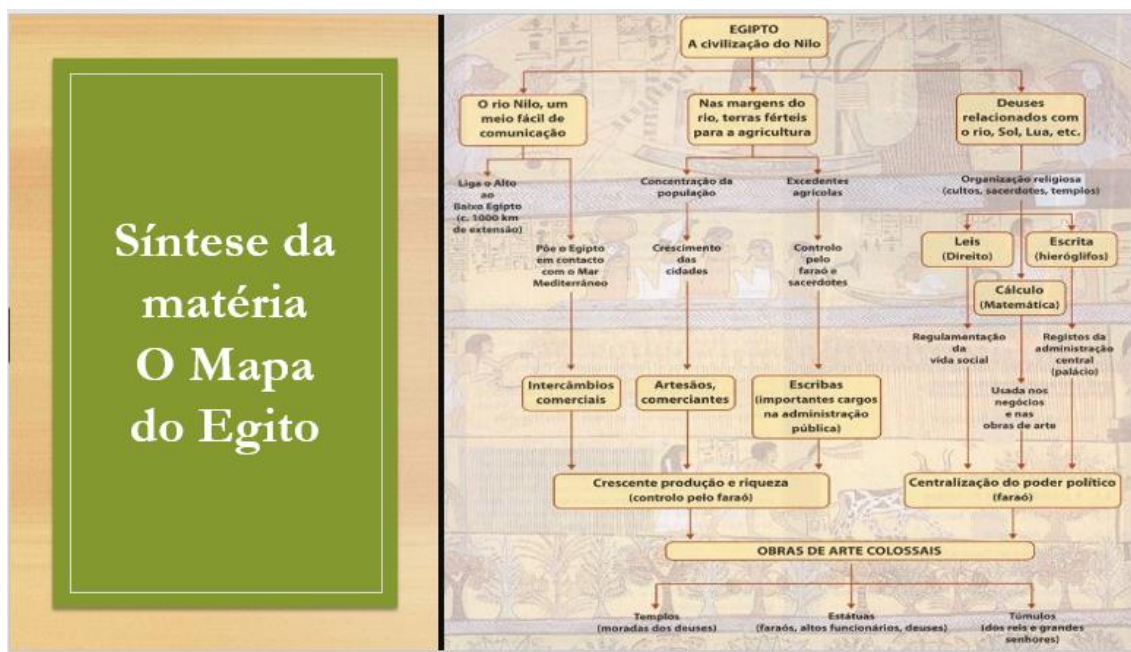 Síntese da
matéria
O Mapa
do Egito
EGIPTO
A civilização do Nilo
O rio Nilo, um
meio fácil de
comunicação
Nas margens do
rio, terras férteis
para a agricultura
Deuses
relacionados com
o rio, Sol, Lua, etc.
Liga o Alto
ao
Baixo Egipto
(c. 1000 km
de extensão)
Põe o Egipto
em contacto
com o Mar
Mediterrâneo
Concentração da
população
Crescimento
das
cidades
Excedentes
agrícolas
Controlo
pelo
faraó e
sacerdotes
Organização religiosa
(cultos, sacerdotes, templos)
Leis
(Direito)
Escrita
(hieróglifos)
Cálculo
(Matemática)
Regulamentação
da
vida social
Registos da
administração
central
(palácio)
Usada nos
negócios
e nas
obras de arte
Intercâmbios
comerciais
Artesãos,
comerciantes
Escribas
(importantes cargos
na administração
pública)
Crescente produção e riqueza
(controlo pelo faraó)
Centralização do poder político
(faraó)
OBRAS DE ARTE COLOSSAIS
Templos
(moradas dos deuses)
Estátuas
(faraós, altos funcionários, deuses)
Túmulos
(dos reis e grandes
senhores)